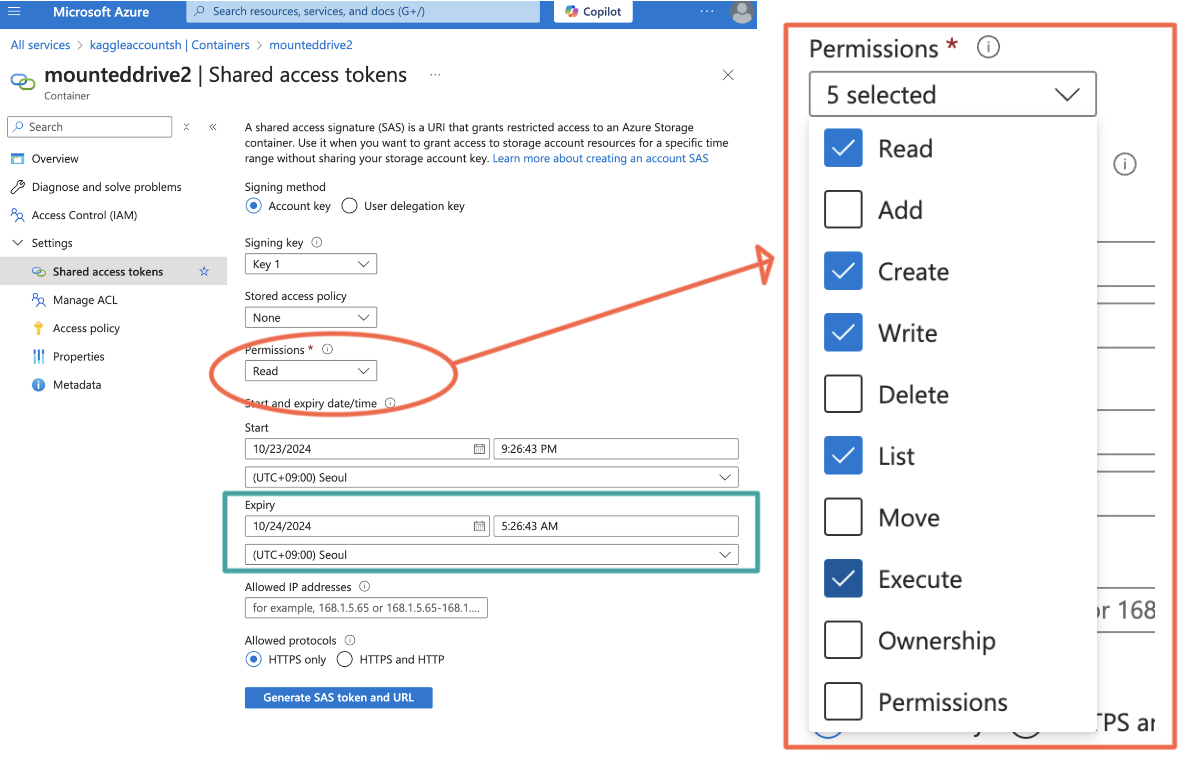 Microsoft Azure
Search resources, services, and docs (G+/)
Copilot
...
All services > kaggleaccountsh | Containers > mounteddrive2
mounteddrive2 | Shared access tokens ...
Container
Search
Overview
Diagnose and solve problems
Access Control (IAM)
Settings
Shared access tokens
Manage ACL
Access policy
Properties
Metadata
A shared access signature (SAS) is a URI that grants restricted access to an Azure Storage
container. Use it when you want to grant access to storage account resources for a specific time
range without sharing your storage account key. Learn more about creating an account SAS
Signing method
Account key
User delegation key
Signing key
Key 1
Stored access policy
None
Permissions *
Read
Start and expiry date/time
Start
10/23/2024
9:26:43 PM
(UTC+09:00) Seoul
Expiry
10/24/2024
5:26:43 AM
(UTC+09:00) Seoul
Allowed IP addresses
for example, 168.1.5.65 or 168.1.5.65-168.1....
Allowed protocols
HTTPS only
HTTPS and HTTP
Generate SAS token and URL
Permissions *
5 selected
Read
Add
Create
Write
Delete
List
Move
Execute
or 168
Ownership
Permissions